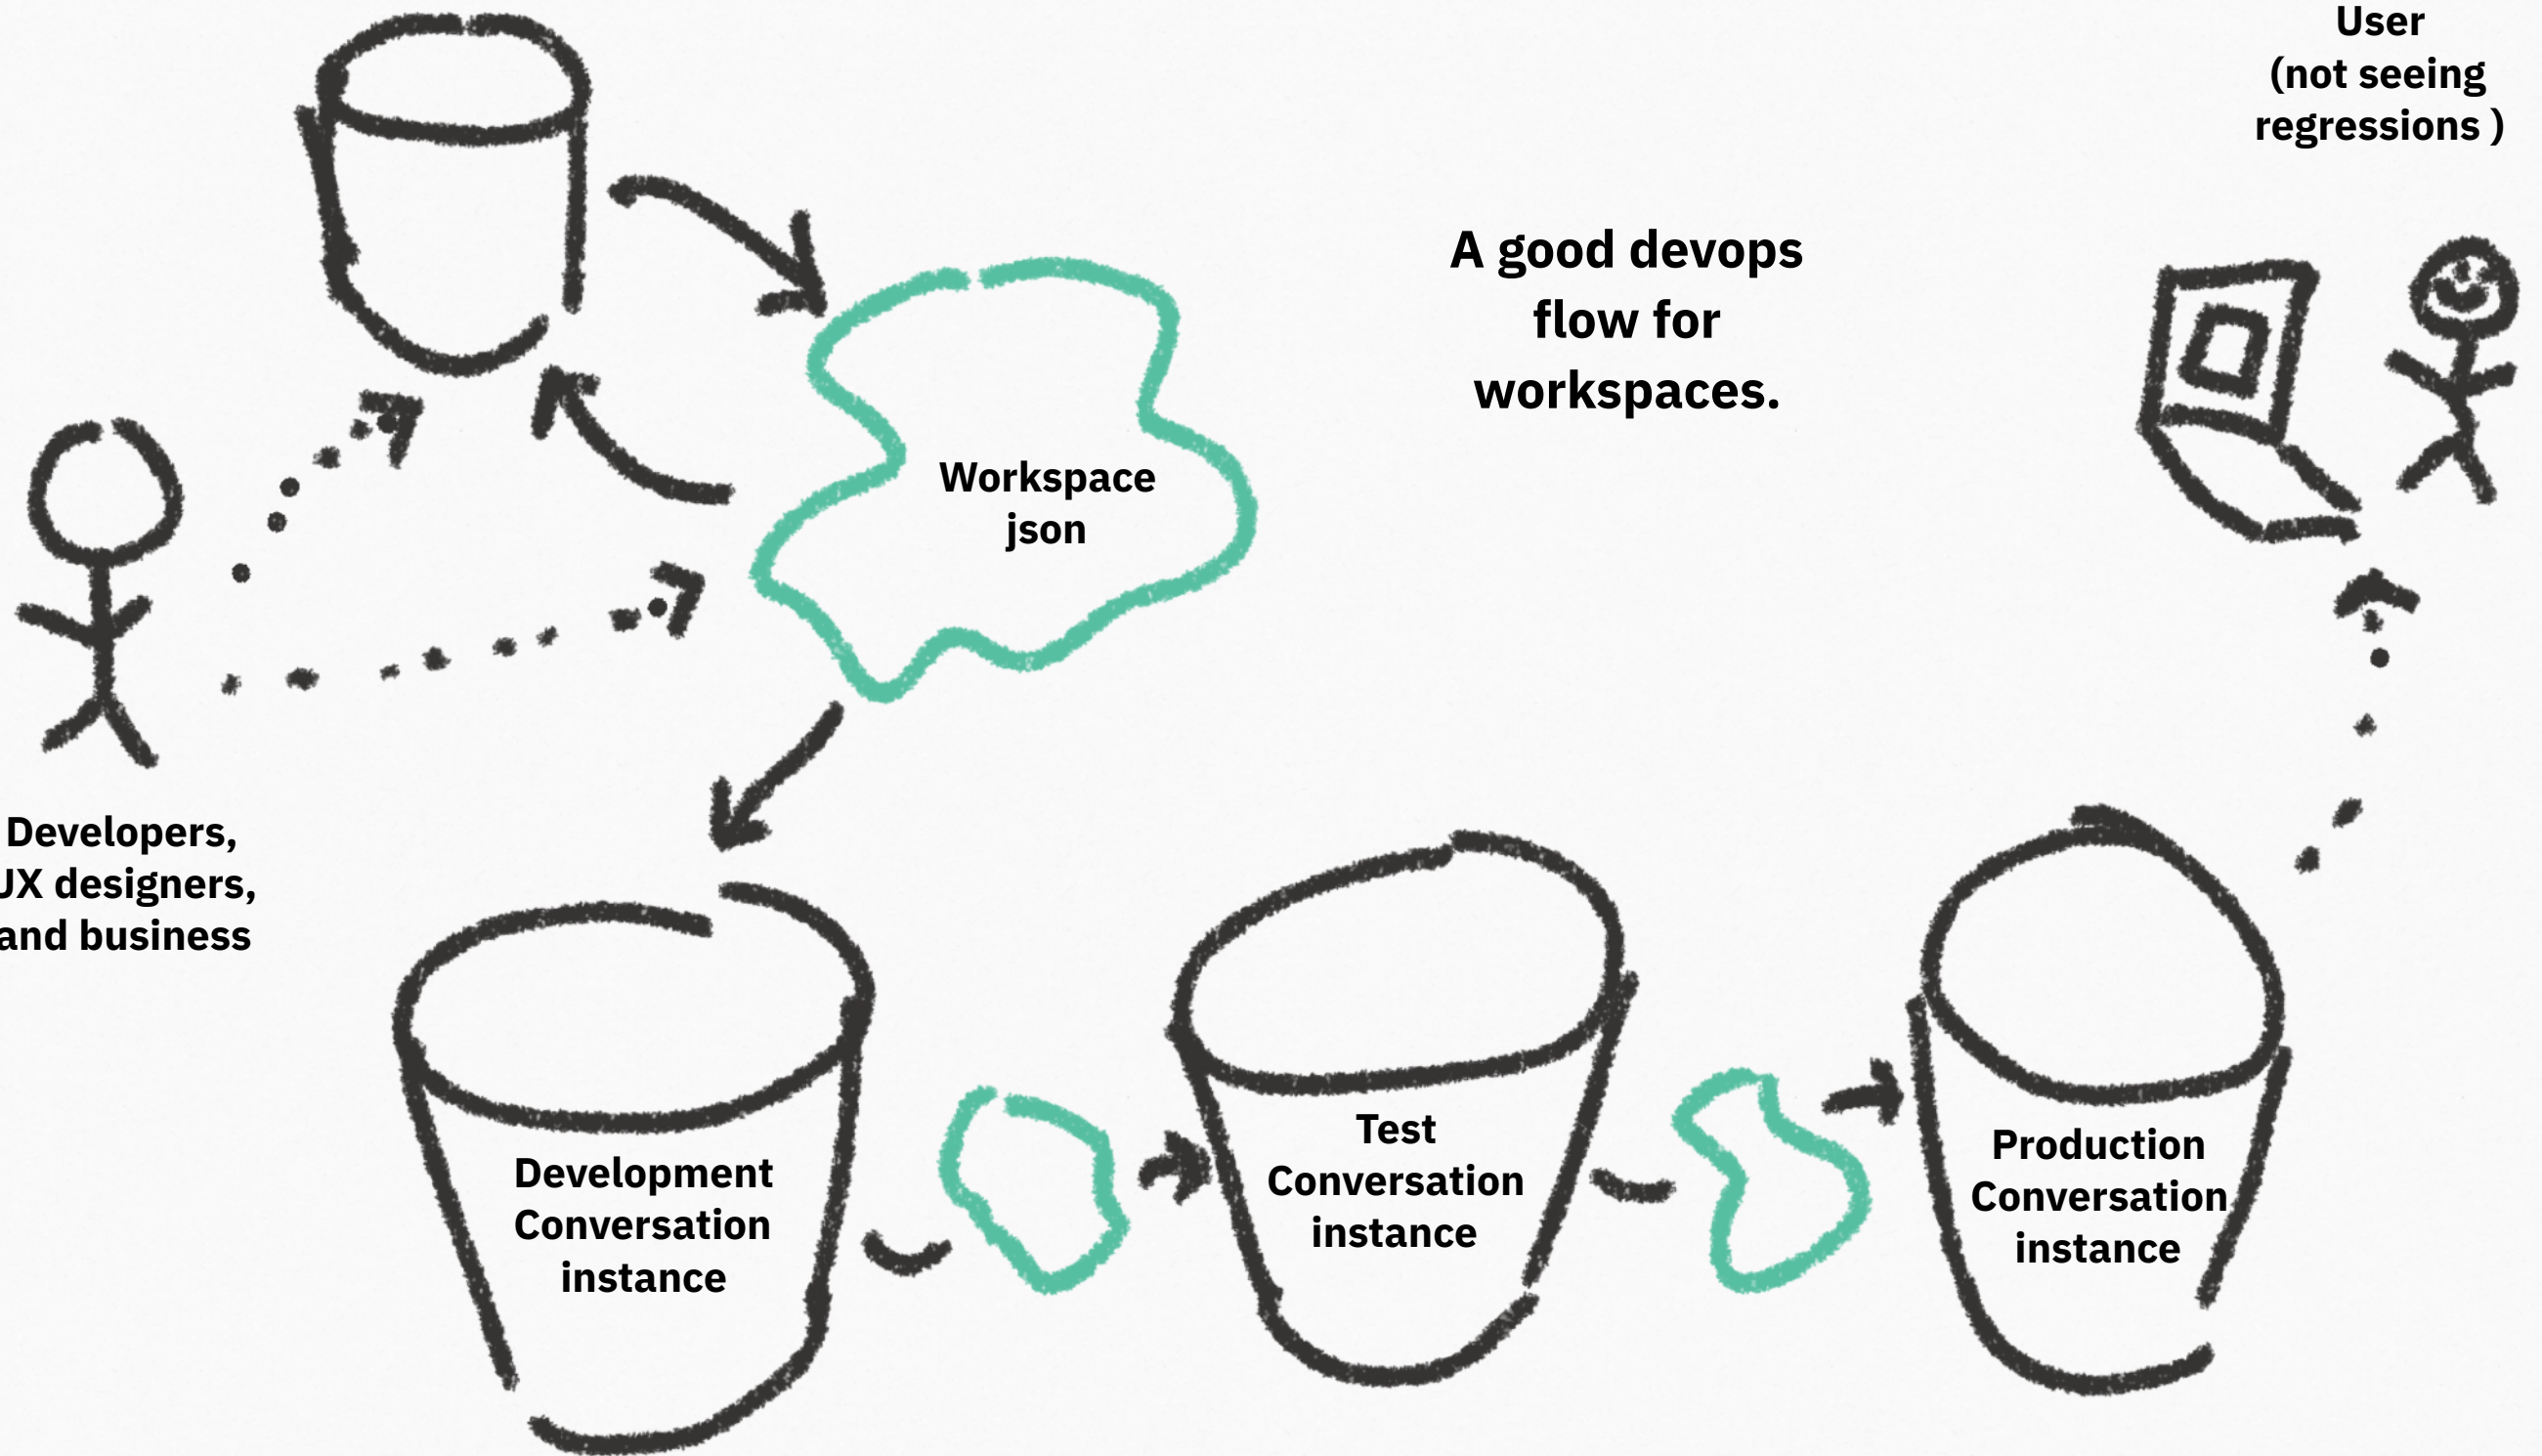 User
(not seeing
regressions )
A good devops
flow for
workspaces.
Workspace
json
Developers,
UX designers,
and business
Development
Conversation
instance
Test
Conversation
instance
Production
Conversation
instance